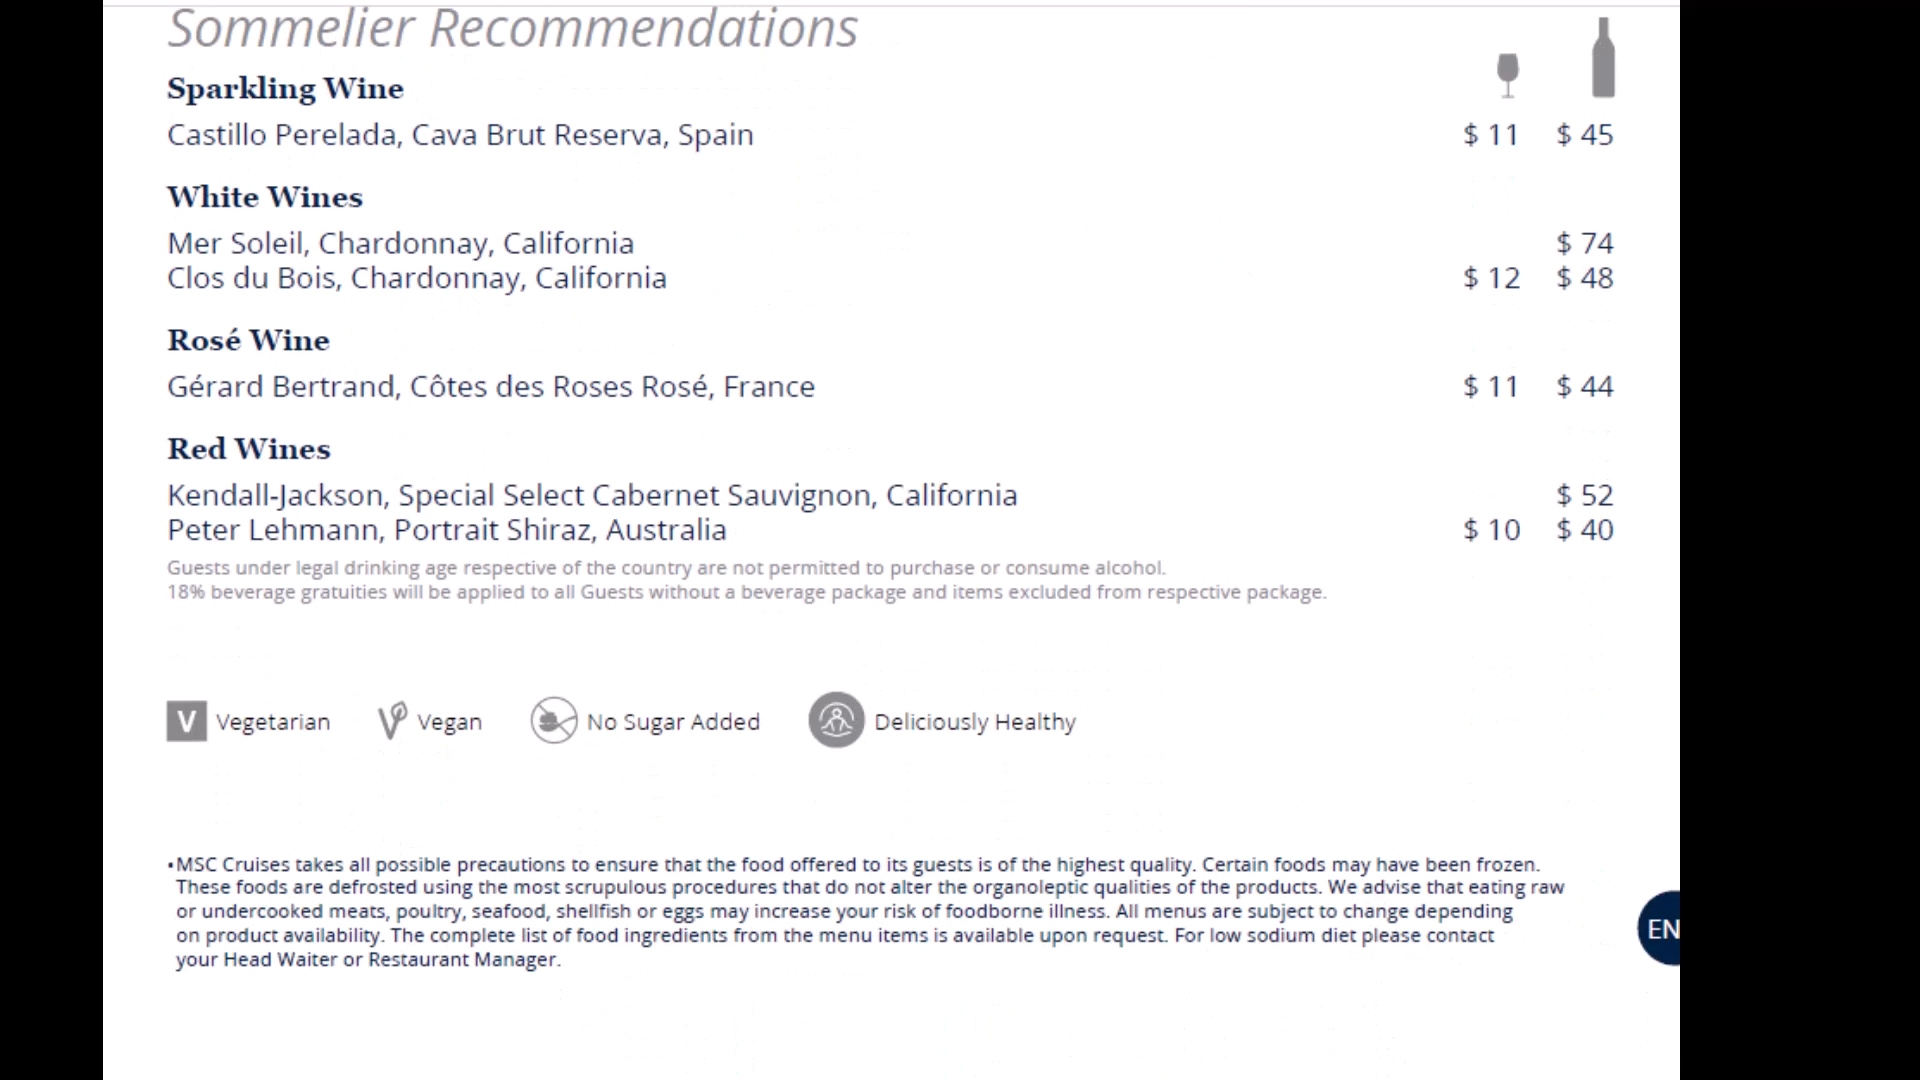 Sommelier Recommendations
Sparkling Wine
Castillo Perelada, Cava Brut Reserva, Spain $ 11 $ 45
White Wines
Mer Soleil, Chardonnay, California $ 74
Clos du Bois, Chardonnay, California $ 12 $ 48
Rosé Wine
Gérard Bertrand, Côtes des Roses Rosé, France $ 11 $ 44
Red Wines
Kendall-Jackson, Special Select Cabernet Sauvignon, California $ 52
Peter Lehmann, Portrait Shiraz, Australia $ 10 $ 40
Guests under legal drinking age respective of the country are not permitted to purchase or consume alcohol.
18% beverage gratuities will be applied to all Guests without a beverage package and items excluded from respective package.
V Vegetarian V Vegan No Sugar Added Deliciously Healthy
•MSC Cruises takes all possible precautions to ensure that the food offered to its guests is of the highest quality. Certain foods may have been frozen.
These foods are defrosted using the most scrupulous procedures that do not alter the organoleptic qualities of the products. We advise that eating raw
or undercooked meats, poultry, seafood, shellfish or eggs may increase your risk of foodborne illness. All menus are subject to change depending
on product availability. The complete list of food ingredients from the menu items is available upon request. For low sodium diet please contact
your Head Waiter or Restaurant Manager.
EN